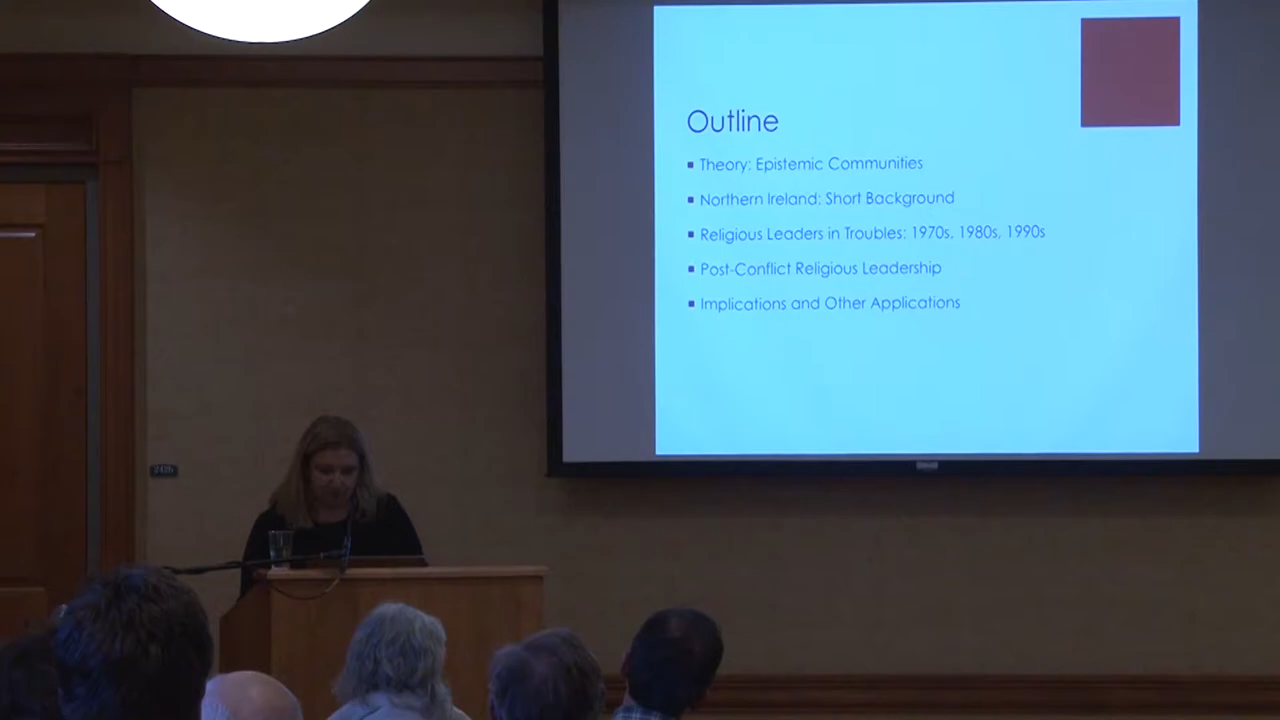 Outline
Theory: Epistemic Communities
Northern Ireland: Short Background
Religious Leaders in Troubles: 1970s, 1980s, 1990s
Post-Conflict Religious Leadership
Implications and Other Applications